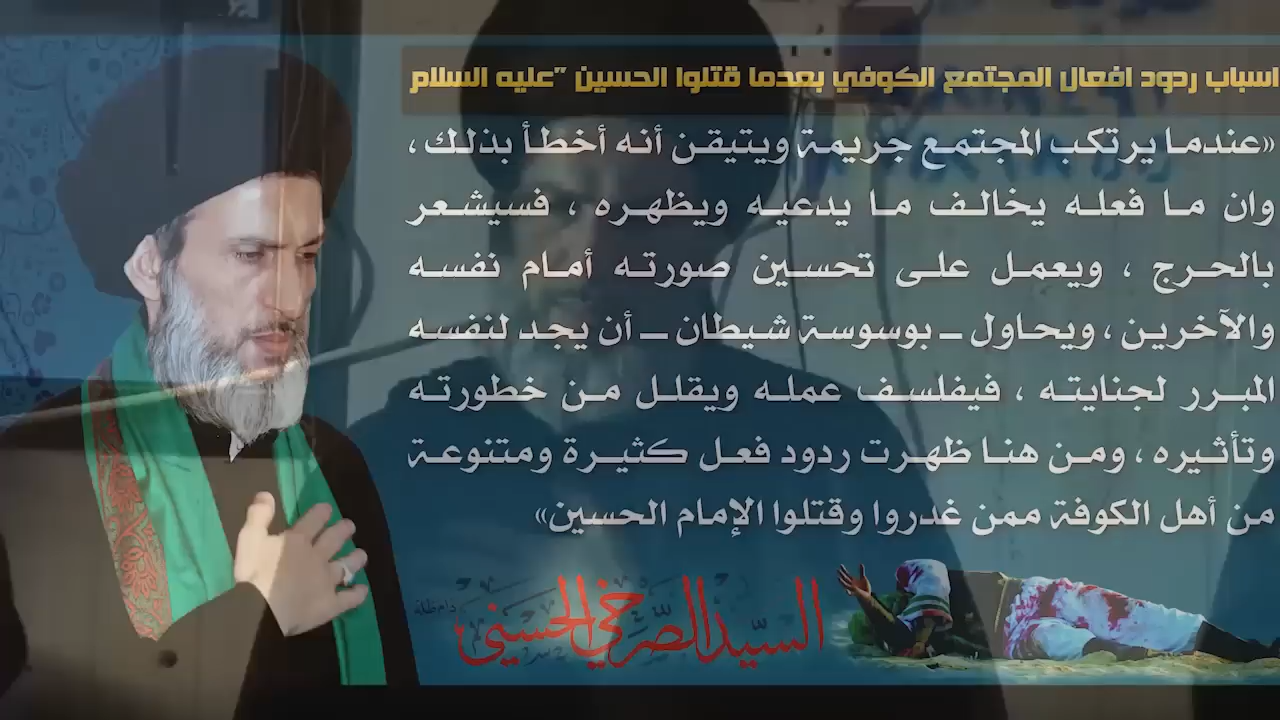 اسباب ردود افعال المجتمع الكوفي بعدما قتلوا الحسين "عليه السلام
«عندما يرتكب المجتمع جريمة ويتيقن أنه أخطأ بذلك ،
وان ما فعله يخالف ما يدعيه ويظهره ، فسيشعر
بالحرج ، ويعمل على تحسين صورته أمام نفسه
والآخرين ، ويحاول ـ بوسوسة شيطان ـ أن يجد لنفسه
المبرر لجنايته ، فيفلسف عمله ويقلل من خطورته
وتأثيره ، ومن هنا ظهرت ردود فعل كثيرة ومتنوعة
من أهل الكوفة ممن غدروا وقتلوا الإمام الحسين»
السيد الصرخي الحسني
دام ظله